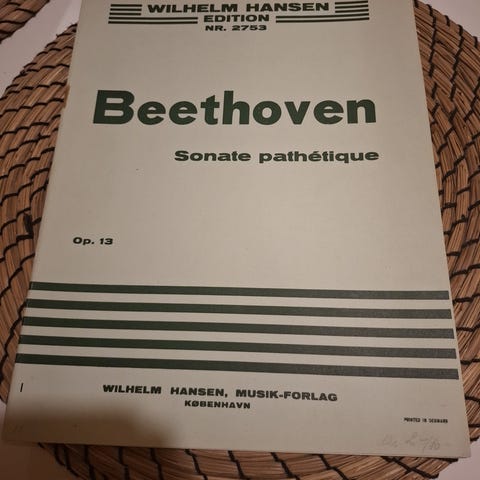 WILHELM HANSEN
EDITION
NR. 2753
Beethoven
Sonate pathétique
Op. 13
WILHELM HANSEN, MUSIK-FORLAG
KØBENHAVN
PRINTED IN DENMARK